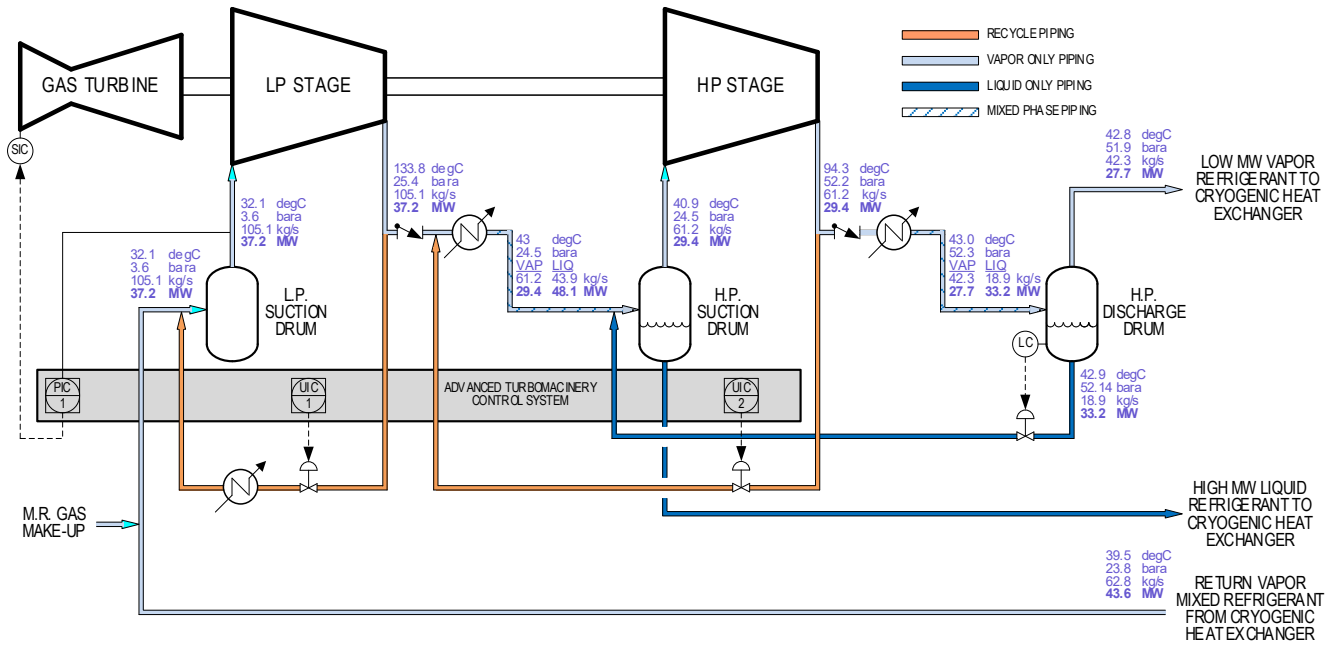 GAS TURBINE
LP STAGE
HP STAGE
RECYCLE PIPING
VAPOR ONLY PIPING
LIQUID ONLY PIPING
MIXED PHASE PIPING
SIC
133.8 degC
25.4 bara
105.1 kg/s
37.2 MW
94.3 degC
52.2 bara
61.2 kg/s
29.4 MW
42.8 degC
51.9 bara
42.3 kg/s
27.7 MW
LOW MW VAPOR
REFRIGERANT TO
CRYOGENIC HEAT
EXCHANGER
32.1 degC
3.6 bara
105.1 kg/s
37.2 MW
32.1 degC
3.6 bara
105.1 kg/s
37.2 MW
43 degC
24.5 bara
VAP LIQ
61.2 43.9 kg/s
29.4 48.1 MW
40.9 degC
24.5 bara
61.2 kg/s
29.4 MW
43.0 degC
52.3 bara
VAP LIQ
42.3 18.9 kg/s
27.7 33.2 MW
L.P.
SUCTION
DRUM
H.P.
SUCTION
DRUM
H.P.
DISCHARGE
DRUM
LC
PIC
1
UIC
1
ADVANCED TURBOMACHINERY
CONTROL SYSTEM
UIC
2
42.9 degC
52.14 bara
18.9 kg/s
33.2 MW
M.R. GAS
MAKE-UP
HIGH MW LIQUID
REFRIGERANT TO
CRYOGENIC HEAT
EXCHANGER
39.5 degC
23.8 bara
62.8 kg/s
43.6 MW
RETURN VAPOR
MIXED REFRIGERANT
FROM CRYOGENIC
HEAT EXCHANGER